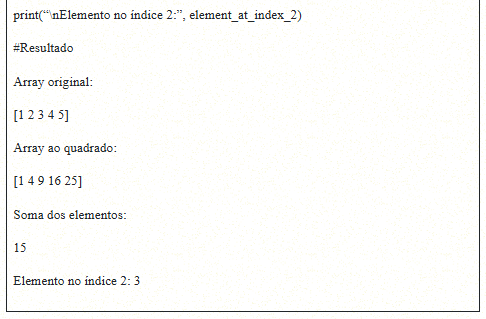 print(“\nElemento no índice 2:”, element_at_index_2)
#Resultado
Array original:
[1 2 3 4 5]
Array ao quadrado:
[1 4 9 16 25]
Soma dos elementos:
15
Elemento no índice 2: 3